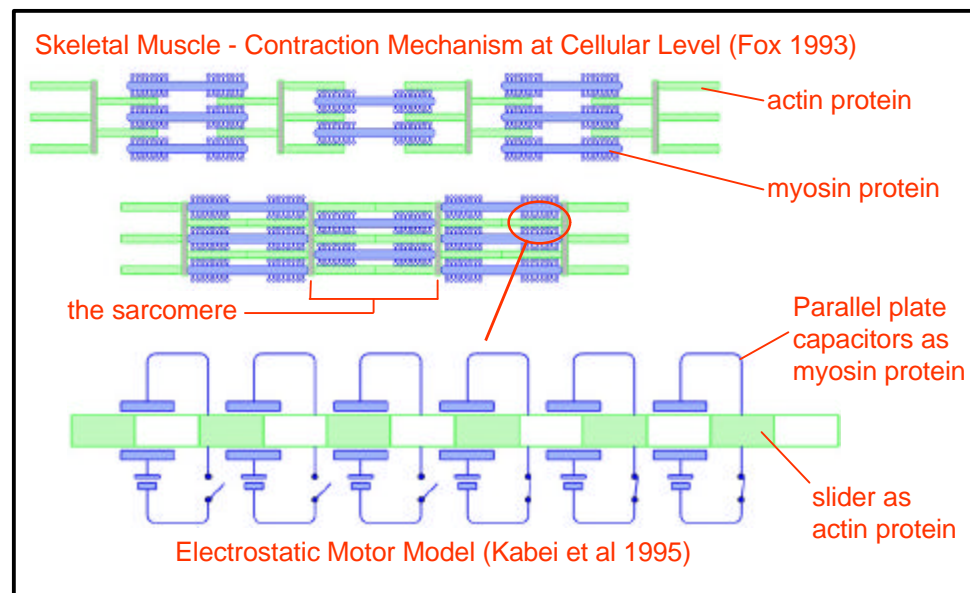 Skeletal Muscle - Contraction Mechanism at Cellular Level (Fox 1993)
actin protein
myosin protein
the sarcomere
Parallel plate
capacitors as
myosin protein
slider as
actin protein
Electrostatic Motor Model (Kabei et al 1995)